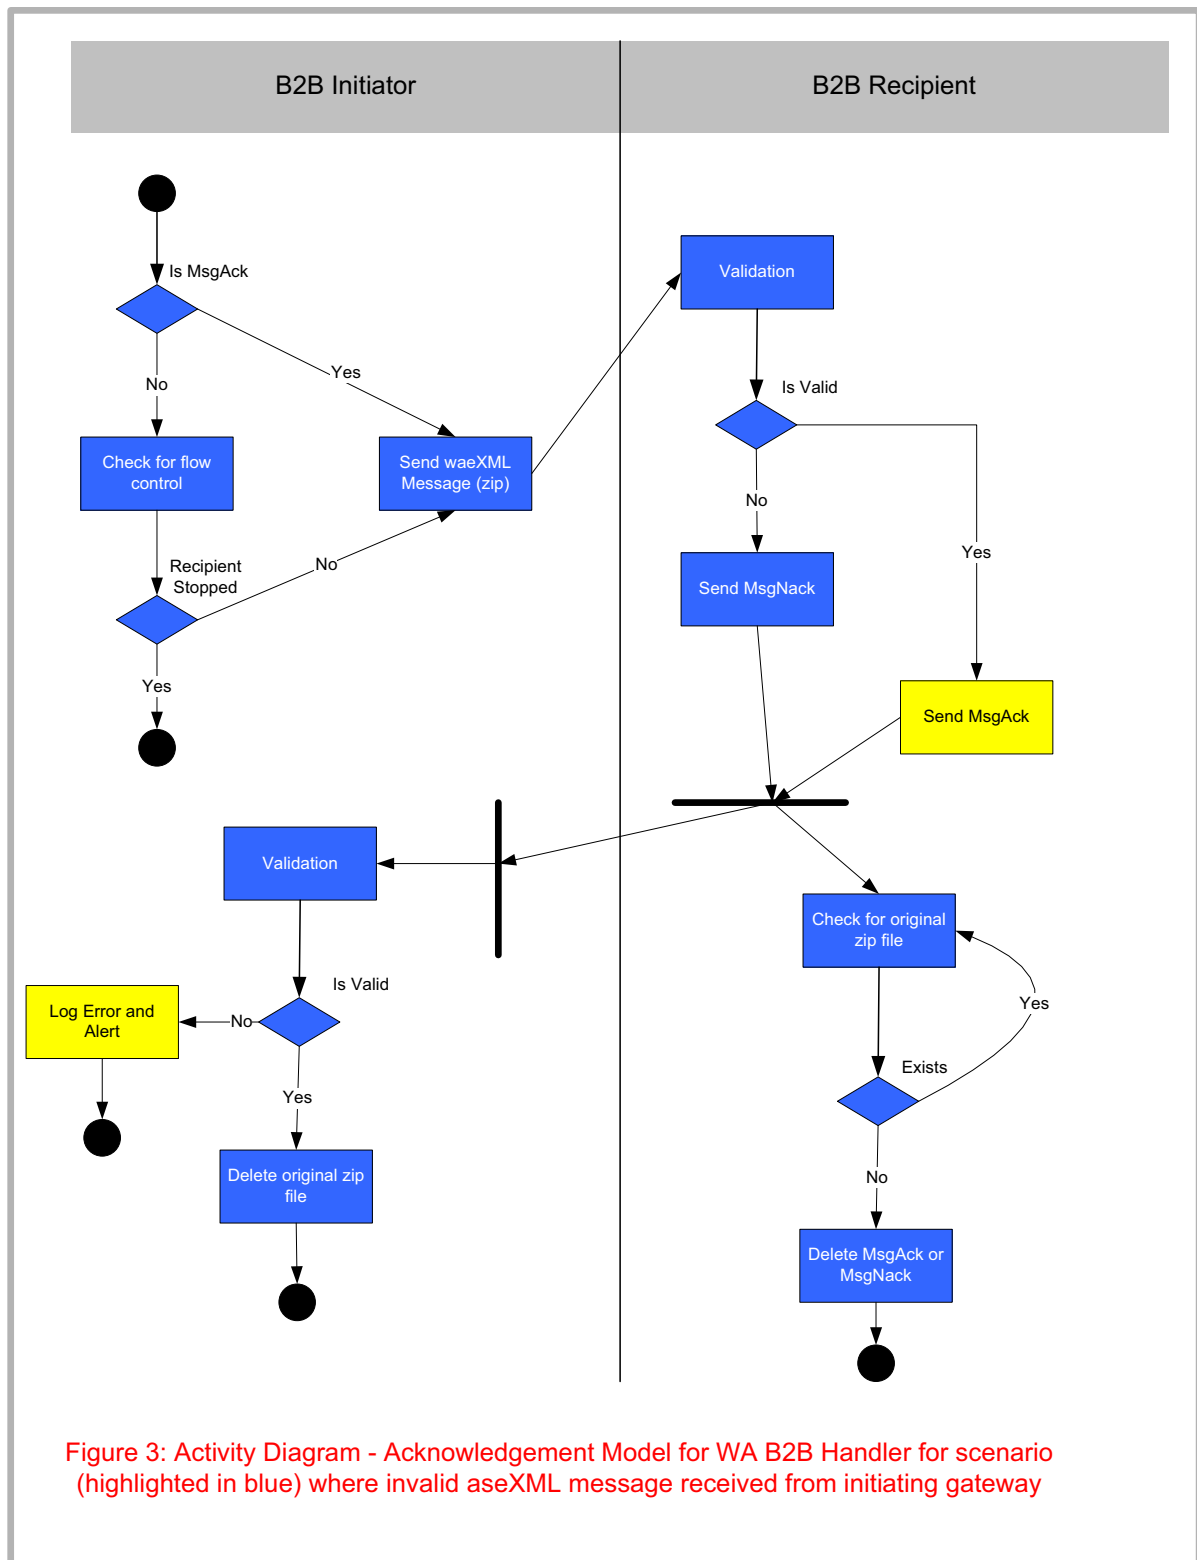 B2B Initiator
B2B Recipient
Is MsgAck
Validation
Yes
Is Valid
No
Check for flow
control
Send waeXML
Message (zip)
No
Yes
Recipient
Stopped
No
Send MsgNack
Yes
Send MsgAck
Validation
Check for original
zip file
Is Valid
Log Error and
Alert
No
Yes
Exists
Yes
Delete original zip
file
No
Delete MsgAck or
MsgNack
Figure 3: Activity Diagram - Acknowledgement Model for WA B2B Handler for scenario
(highlighted in blue) where invalid aseXML message received from initiating gateway